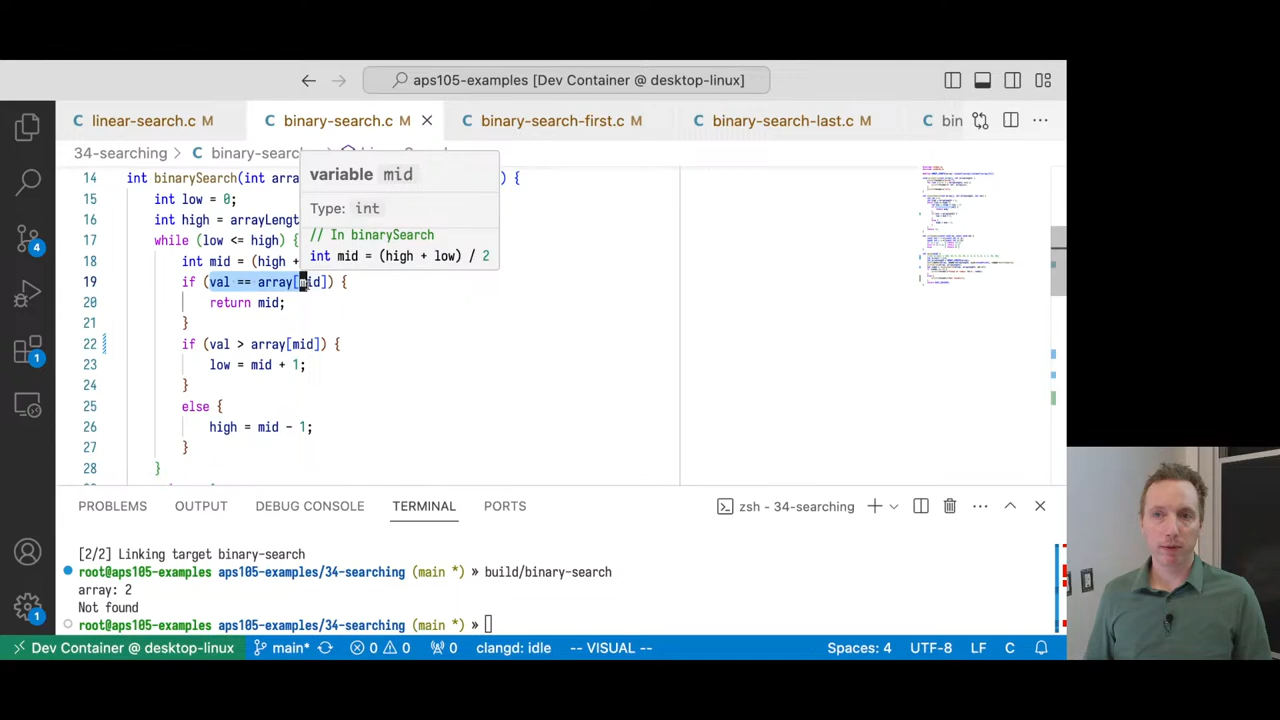 aps105-examples [Dev Container @ desktop-linux]
C linear-search.c M
C binary-search.c M
C binary-search-first.c M
C binary-search-last.c M
C bin
34-searching > C binary-searc
variable mid
Type: int
// In binarySearch
int mid = (high + low) / 2
14 int binarySearch(int arra ) {
15 int low = 0;
16 int high = arrayLengt
17 while (low <= high) {
18 int mid = (high +
19 if (val == array[mid]) {
20 return mid;
21 }
22 if (val > array[mid]) {
23 low = mid + 1;
24 }
25 else {
26 high = mid - 1;
27 }
28 }
PROBLEMS OUTPUT DEBUG CONSOLE TERMINAL PORTS
zsh - 34-searching
[2/2] Linking target binary-search
root@aps105-examples aps105-examples/34-searching (main *) » build/binary-search
array: 2
Not found
root@aps105-examples aps105-examples/34-searching (main *) »
4
1
1
Dev Container @ desktop-linux main* 0 0 0 clangd: idle -- VISUAL -- Spaces: 4 UTF-8 LF C